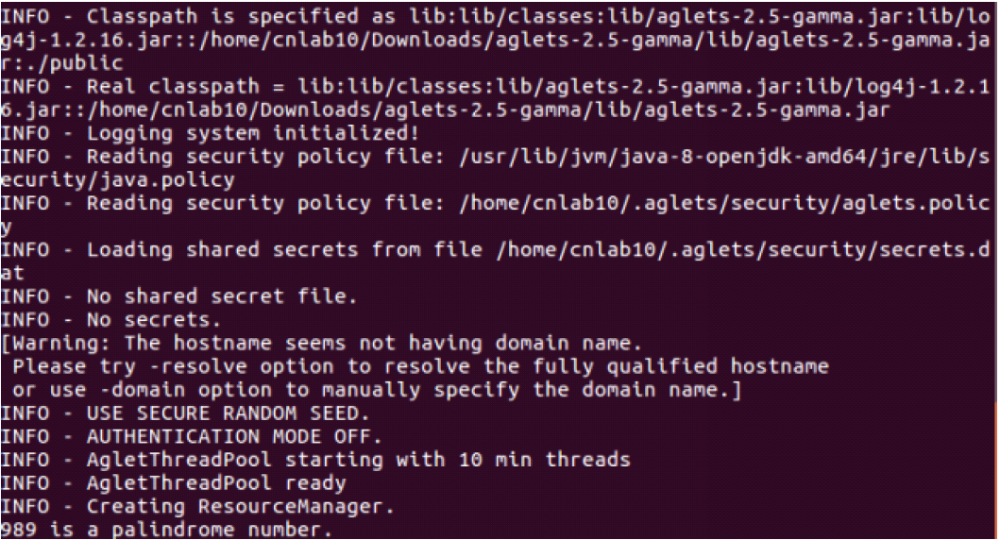 INFO - Classpath is specified as lib:lib/classes:lib/aglets-2.5-gamma.jar:lib/lo
g4j-1.2.16.jar::/home/cnlab10/Downloads/aglets-2.5-gamma/lib/aglets-2.5-gamma.ja
r:./public
INFO - Real classpath = lib:lib/classes:lib/aglets-2.5-gamma.jar:lib/log4j-1.2.1
6.jar::/home/cnlab10/Downloads/aglets-2.5-gamma/lib/aglets-2.5-gamma.jar
INFO - Logging system initialized!
INFO - Reading security policy file: /usr/lib/jvm/java-8-openjdk-amd64/jre/lib/s
ecurity/java.policy
INFO - Reading security policy file: /home/cnlab10/.aglets/security/aglets.polic
y
INFO - Loading shared secrets from file /home/cnlab10/.aglets/security/secrets.d
at
INFO - No shared secret file.
INFO - No secrets.
[Warning: The hostname seems not having domain name.
 Please try -resolve option to resolve the fully qualified hostname
 or use -domain option to manually specify the domain name.]
INFO - USE SECURE RANDOM SEED.
INFO - AUTHENTICATION MODE OFF.
INFO - AgletThreadPool starting with 10 min threads
INFO - AgletThreadPool ready
INFO - Creating ResourceManager.
989 is a palindrome number.